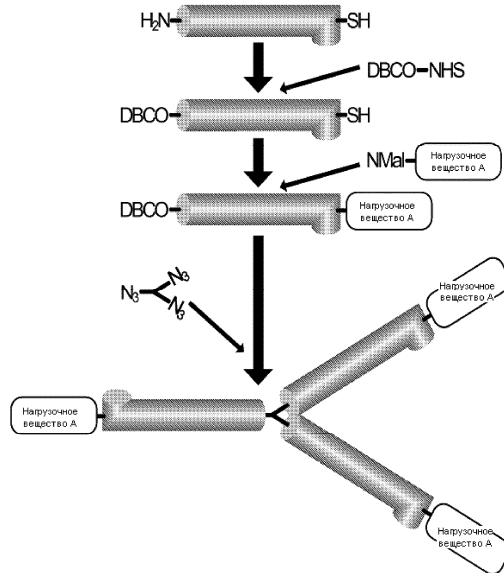 H₂N
SH
DBCO–NHS
DBCO
SH
NMal
Нагрузочное
вещество А
DBCO
Нагрузочное
вещество А
N₃
N₃
N₃
Нагрузочное
вещество А
Нагрузочное
вещество А
Нагрузочное
вещество А